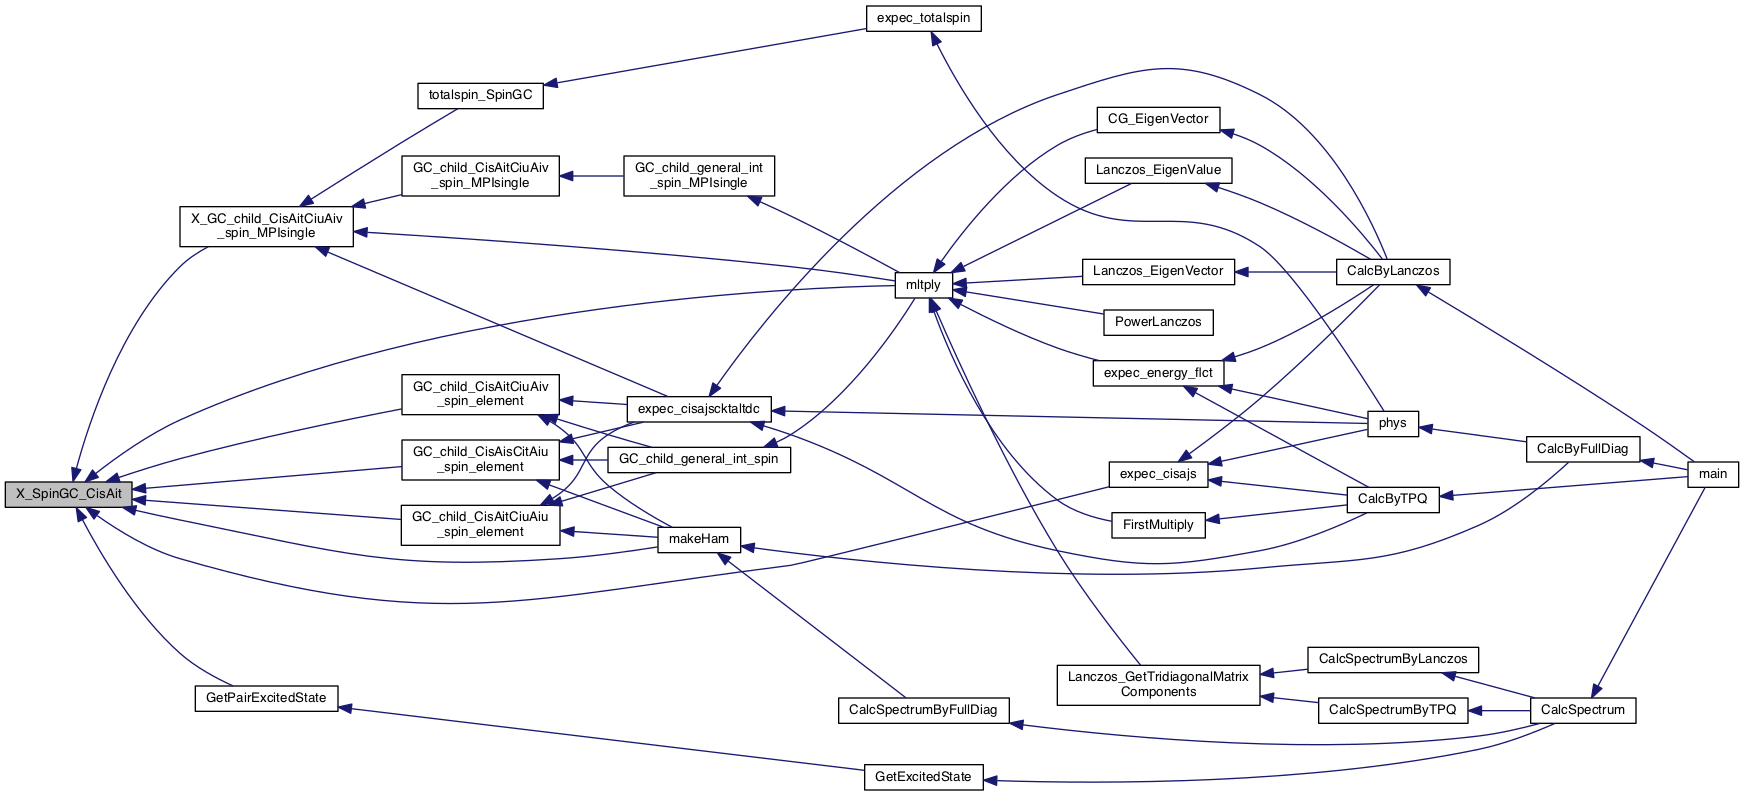 expec_totalspin
totalspin_SpinGC
CG_EigenVector
GC_child_CisAitCiuAiv
_spin_MPIsingle
GC_child_general_int
_spin_MPIsingle
Lanczos_EigenValue
X_GC_child_CisAitCiuAiv
_spin_MPIsingle
Lanczos_EigenVector
CalcByLanczos
mltply
PowerLanczos
expec_energy_flct
GC_child_CisAitCiuAiv
_spin_element
expec_cisajscktaltdc
phys
GC_child_CisAisCitAiu
_spin_element
GC_child_general_int_spin
CalcByFullDiag
expec_cisajs
main
X_SpinGC_CisAit
CalcByTPQ
GC_child_CisAitCiuAiu
_spin_element
FirstMultiply
makeHam
CalcSpectrumByLanczos
Lanczos_GetTridiagonalMatrix
Components
GetPairExcitedState
CalcSpectrumByFullDiag
CalcSpectrumByTPQ
CalcSpectrum
GetExcitedState